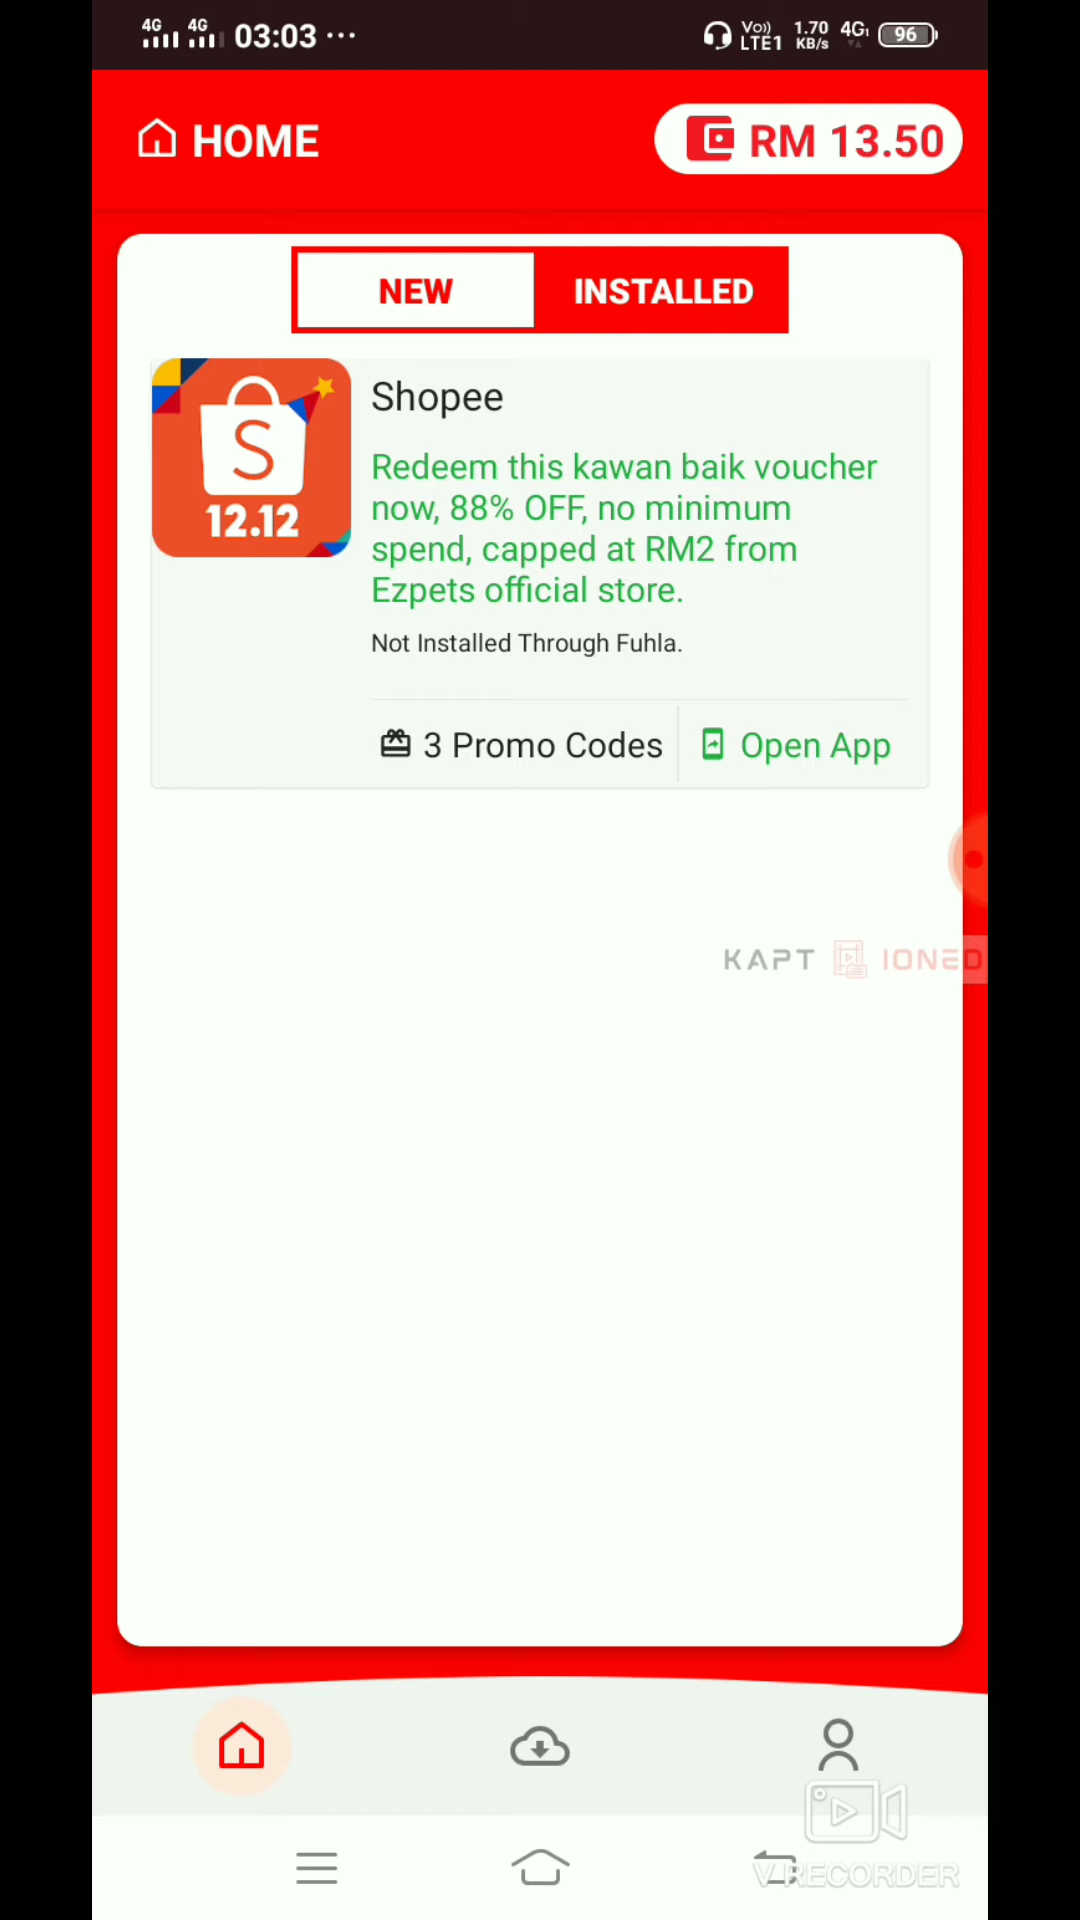 4G 4G 03:03 ···
Vo)) LTE1 1.70 KB/s 4G 96
HOME
RM 13.50
NEW INSTALLED
S
12.12
Shopee
Redeem this kawan baik voucher
now, 88% OFF, no minimum
spend, capped at RM2 from
Ezpets official store.
Not Installed Through Fuhla.
3 Promo Codes
Open App
KAPT IONED
V RECORDER